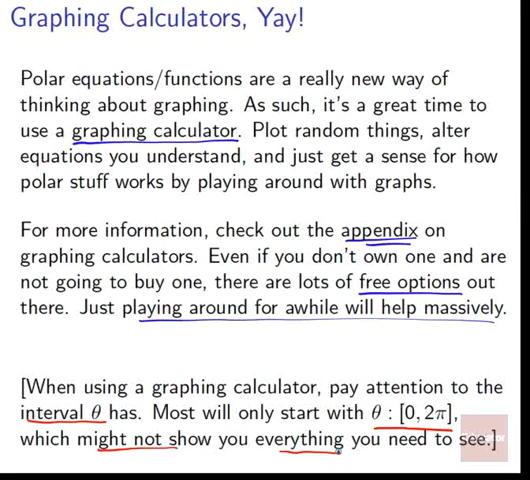 Graphing Calculators, Yay!
Polar equations/functions are a really new way of
thinking about graphing. As such, it's a great time to
use a graphing calculator. Plot random things, alter
equations you understand, and just get a sense for how
polar stuff works by playing around with graphs.
For more information, check out the appendix on
graphing calculators. Even if you don't own one and are
not going to buy one, there are lots of free options out
there. Just playing around for awhile will help massively.
[When using a graphing calculator, pay attention to the
interval θ has. Most will only start with θ : [0, 2π],
which might not show you everything you need to see.]